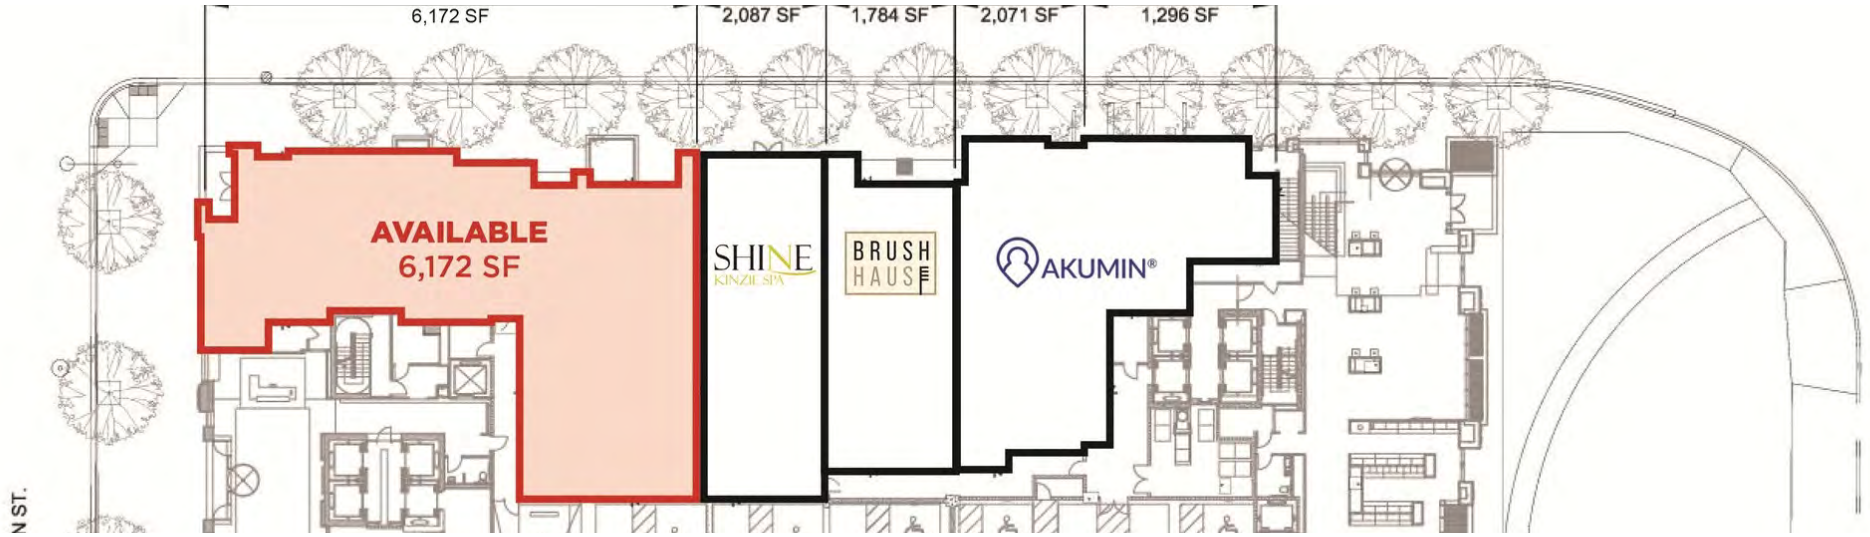 6,172 SF
2,087 SF
1,784 SF
2,071 SF
1,296 SF
AVAILABLE
6,172 SF
SHINE
KINZIE SPA
BRUSH
HAUS
AKUMIN®
N ST.